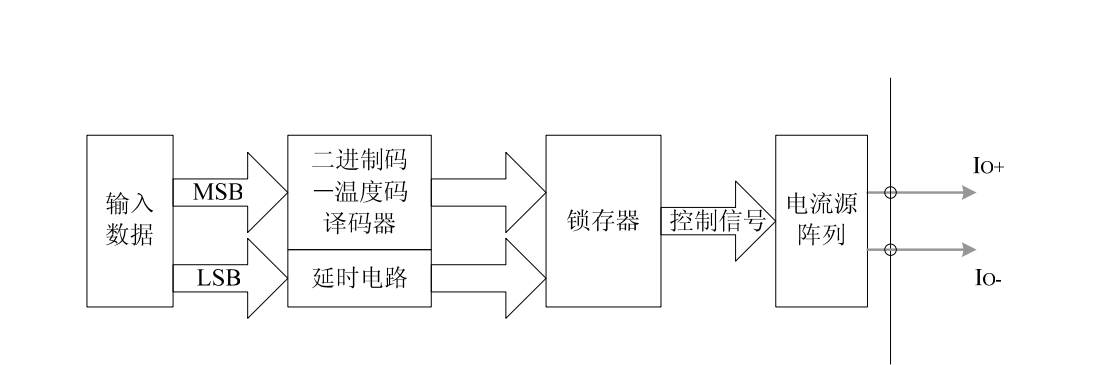 输入
数据
MSB
LSB
二进制码
－温度码
译码器
延时电路
锁存器
控制信号
电流源
阵列
IO+
IO-